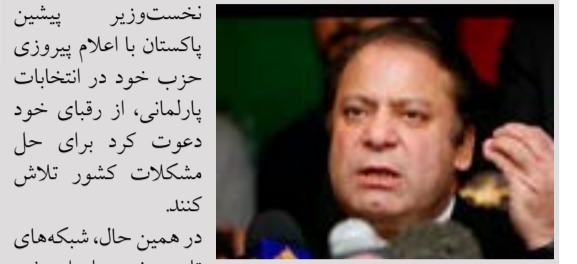 نخست‌وزیر پیشین
پاکستان با اعلام پیروزی
حزب خود در انتخابات
پارلمانی، از رقبای خود
دعوت کرد برای حل
مشکلات کشور تلاش
کنند.
در همین حال، شبکه‌های